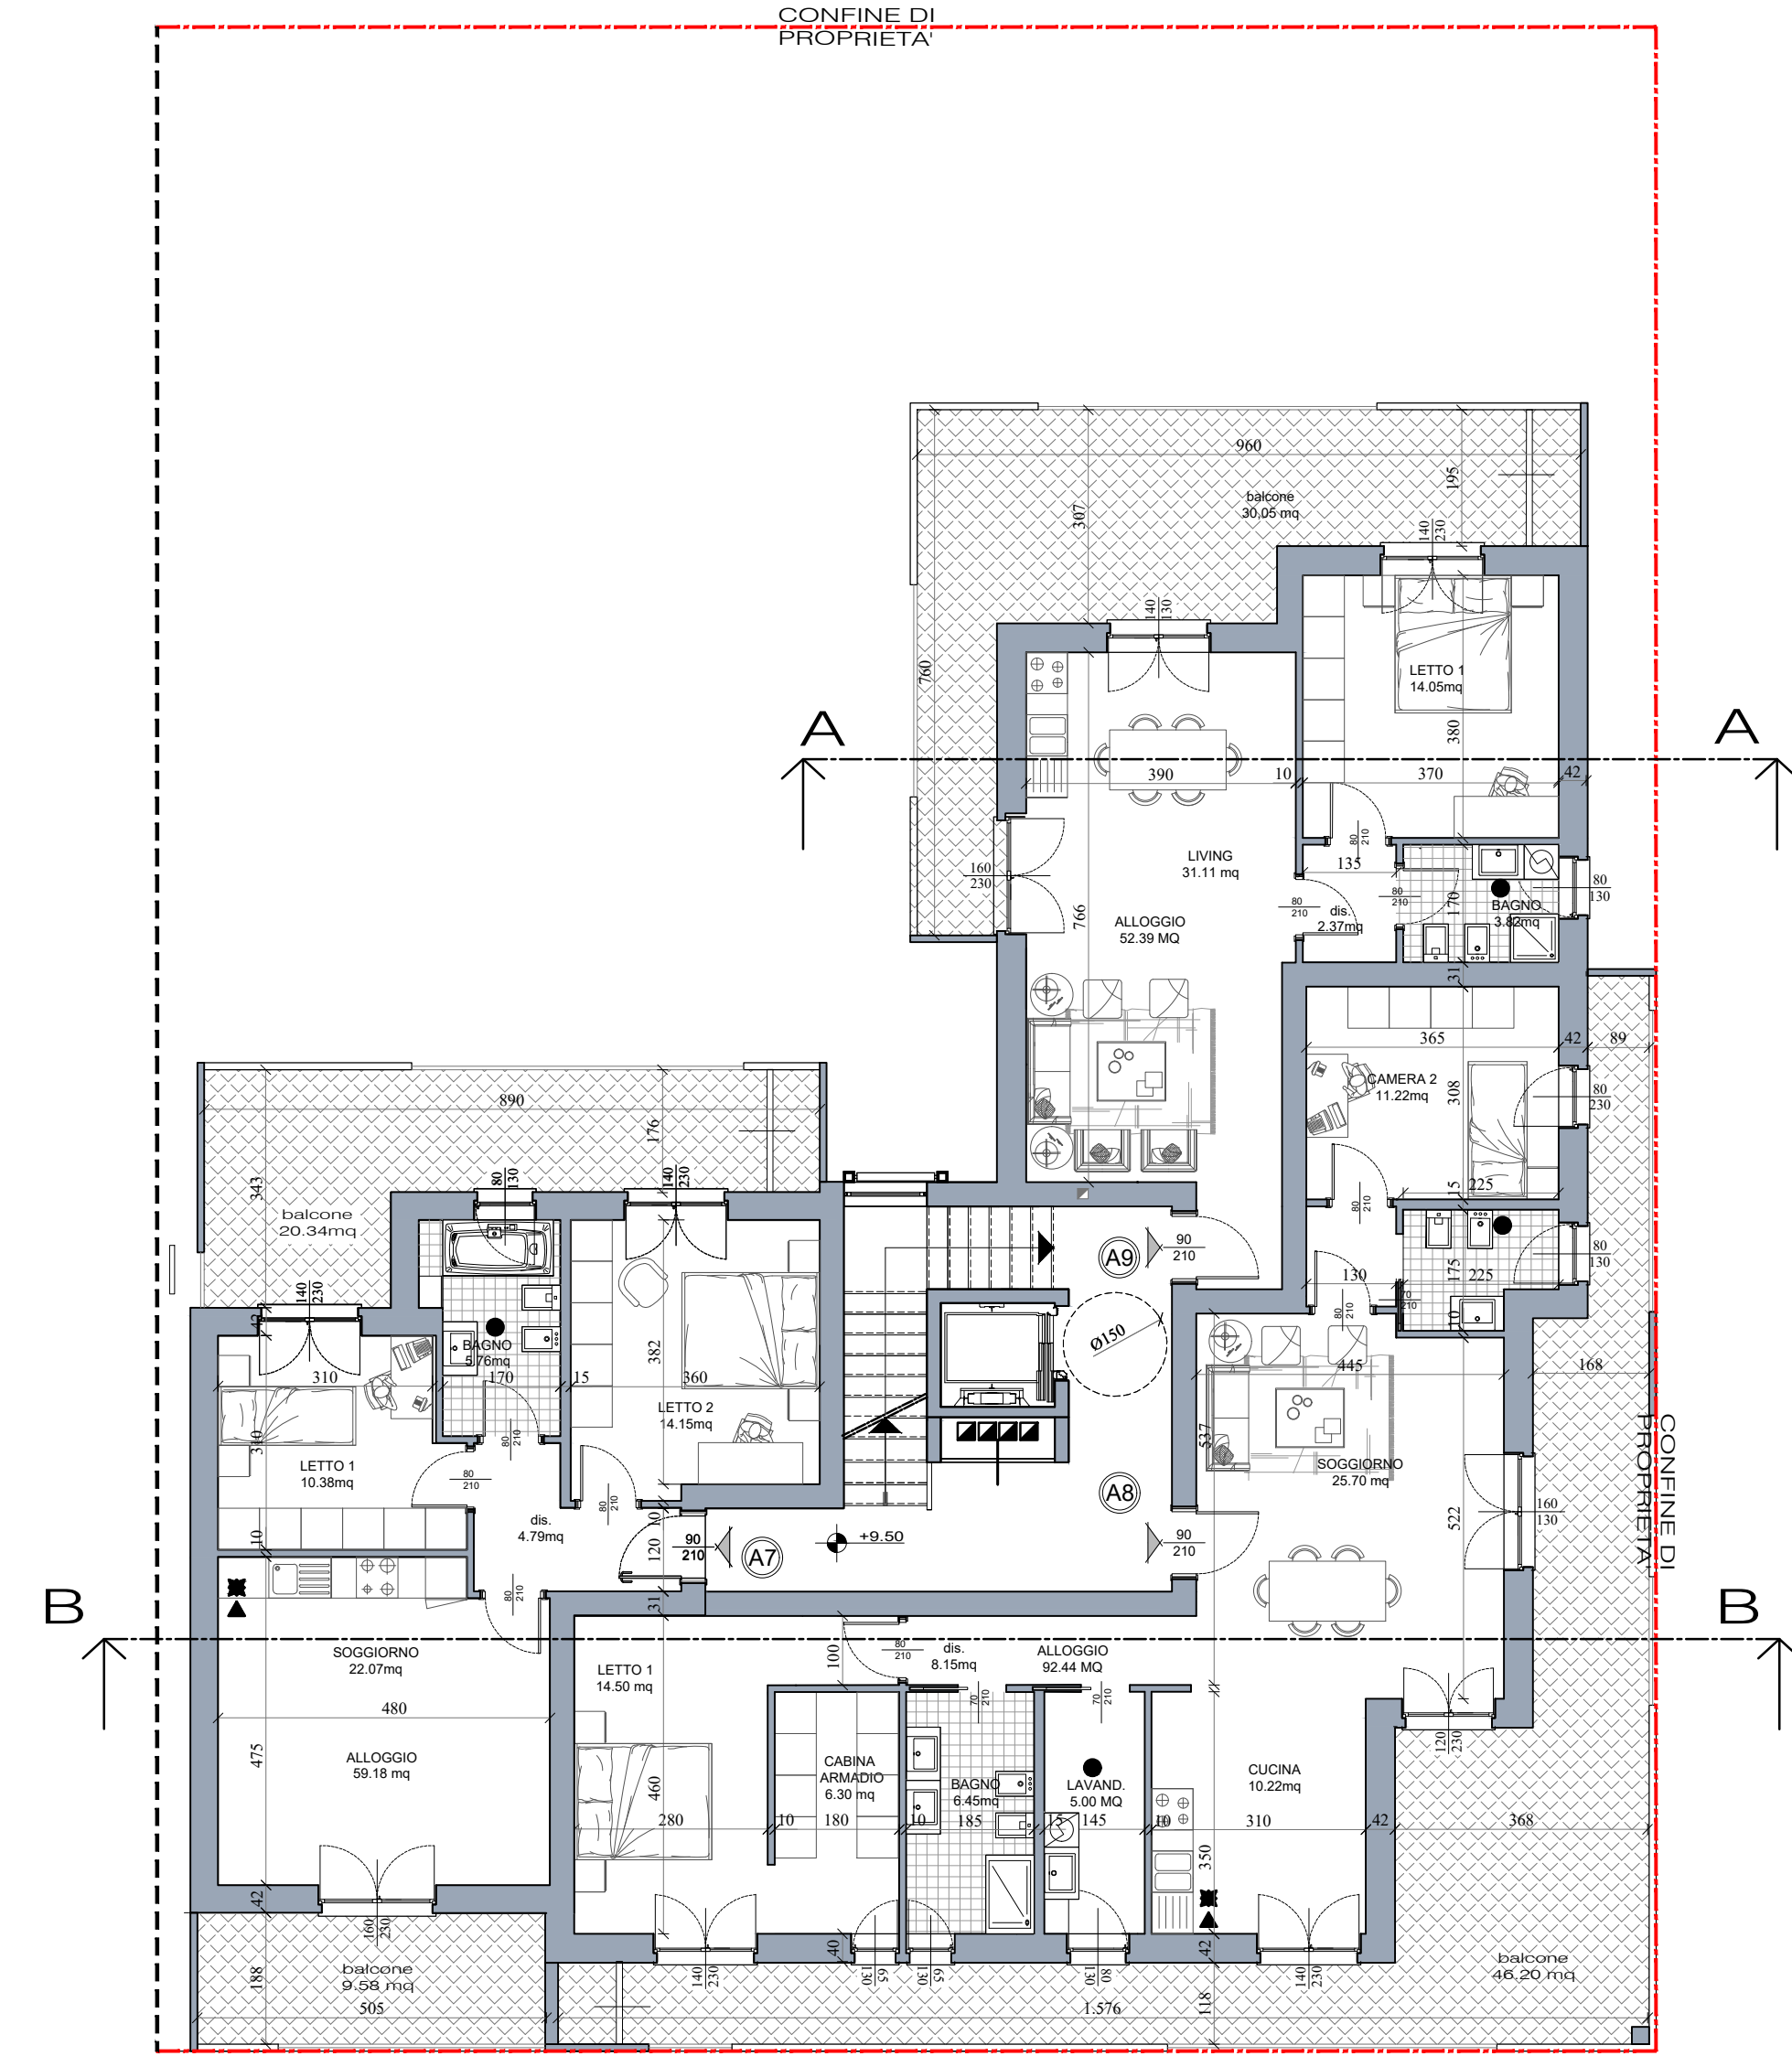 CONFINE DI
PROPRIETA'
960
195
307
balcone
30,05 mq
140
230
140
130
760
LETTO 1
14.05mq
380
A
A
390
10
370
42
80
210
135
LIVING
31.11 mq
160
230
766
ALLOGGIO
52.39 MQ
80
210
dis.
2.37mq
80
210
170
BAGNO
3.82mq
80
130
31
365
42
89
CAMERA 2
11.22mq
308
80
230
15
225
80
210
890
176
343
balcone
20.34mq
80
130
140
230
140
230
42
A9
90
210
130
175
225
80
130
70
210
80
210
10
Ø150
382
BAGNO
5.76mq
310
170
15
360
LETTO 2
14.15mq
445
168
537
SOGGIORNO
25.70 mq
CONFINE DI
PROPRIETA'
310
LETTO 1
10.38mq
80
210
80
210
80
210
A8
522
160
130
dis.
4.79mq
10
10
120
90
210
A7
+9.50
90
210
80
210
31
B
B
SOGGIORNO
22.07mq
100
80
210
dis.
8.15mq
ALLOGGIO
92.44 MQ
LETTO 1
14.50 mq
70
210
70
210
480
475
ALLOGGIO
59.18 mq
460
CABINA
ARMADIO
6.30 mq
BAGNO
6.45mq
LAVAND.
5.00 MQ
CUCINA
10.22mq
120
230
280
10
180
10
185
15
145
10
310
42
368
350
42
160
230
40
42
140
230
65
130
65
130
80
130
140
230
balcone
9.58 mq
188
505
1.576
118
balcone
46.20 mq